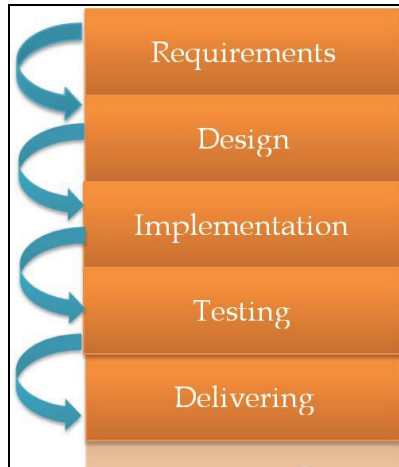 Requirements
Design
Implementation
Testing
Delivering